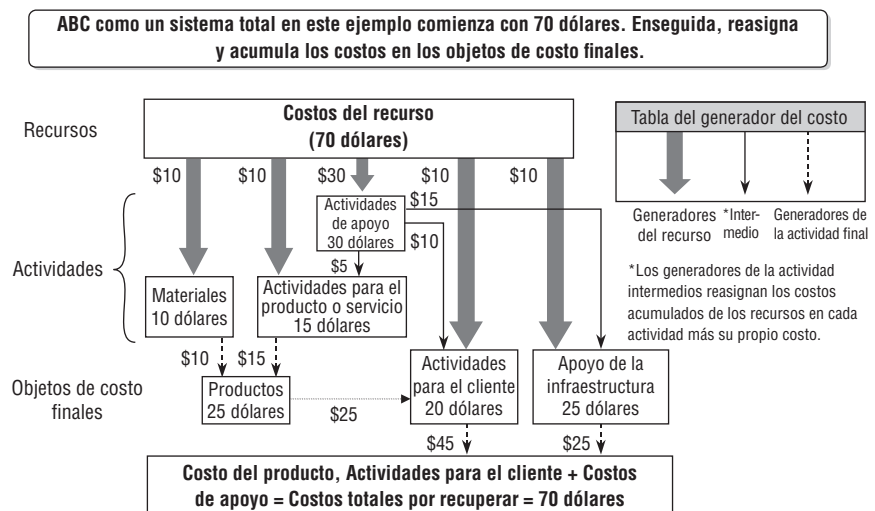 ABC como un sistema total en este ejemplo comienza con 70 dólares. Enseguida, reasigna
y acumula los costos en los objetos de costo finales.
Recursos
Costos del recurso
(70 dólares)
Tabla del generador del costo
Generadores
del recurso
*Inter-
medio
Generadores de
la actividad final
*Los generadores de la actividad
intermedios reasignan los costos
acumulados de los recursos en cada
actividad más su propio costo.
$10
$10
$30
$10
$10
Actividades
Actividades
de apoyo
30 dólares
$15
$10
$5
Materiales
10 dólares
Actividades para el
producto o servicio
15 dólares
$10
$15
Objetos de costo
finales
Productos
25 dólares
$25
Actividades
para el cliente
20 dólares
Apoyo de la
infraestructura
25 dólares
$45
$25
Costo del producto, Actividades para el cliente + Costos
de apoyo = Costos totales por recuperar = 70 dólares